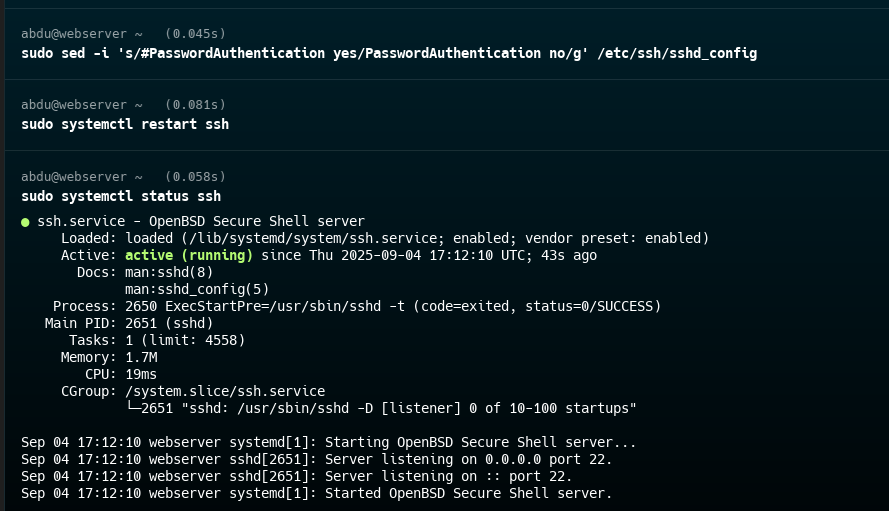 abdu@webserver ~ (0.045s)
sudo sed -i 's/#PasswordAuthentication yes/PasswordAuthentication no/g' /etc/ssh/sshd_config
abdu@webserver ~ (0.081s)
sudo systemctl restart ssh
abdu@webserver ~ (0.058s)
sudo systemctl status ssh
● ssh.service - OpenBSD Secure Shell server
Loaded: loaded (/lib/systemd/system/ssh.service; enabled; vendor preset: enabled)
Active: active (running) since Thu 2025-09-04 17:12:10 UTC; 43s ago
Docs: man:sshd(8)
man:sshd_config(5)
Process: 2650 ExecStartPre=/usr/sbin/sshd -t (code=exited, status=0/SUCCESS)
Main PID: 2651 (sshd)
Tasks: 1 (limit: 4558)
Memory: 1.7M
CPU: 19ms
CGroup: /system.slice/ssh.service
└─2651 "sshd: /usr/sbin/sshd -D [listener] 0 of 10-100 startups"
Sep 04 17:12:10 webserver systemd[1]: Starting OpenBSD Secure Shell server...
Sep 04 17:12:10 webserver sshd[2651]: Server listening on 0.0.0.0 port 22.
Sep 04 17:12:10 webserver sshd[2651]: Server listening on :: port 22.
Sep 04 17:12:10 webserver systemd[1]: Started OpenBSD Secure Shell server.